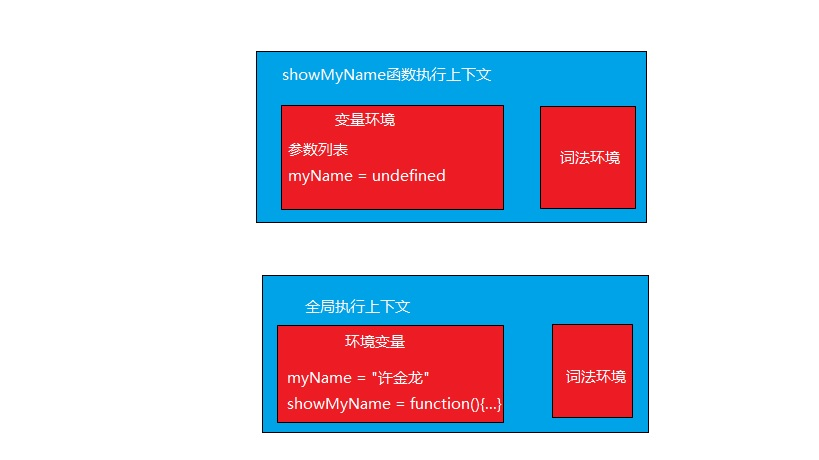 showMyName函数执行上下文
变量环境
参数列表
myName = undefined
词法环境
全局执行上下文
环境变量
myName = "许金龙"
showMyName = function(){...}
词法环境